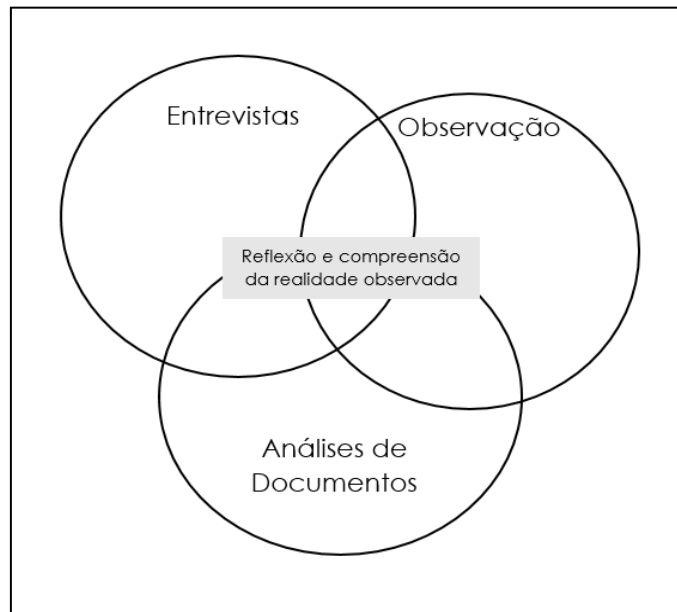 Entrevistas
Observação
Reflexão e compreensão
da realidade observada
Análises de
Documentos